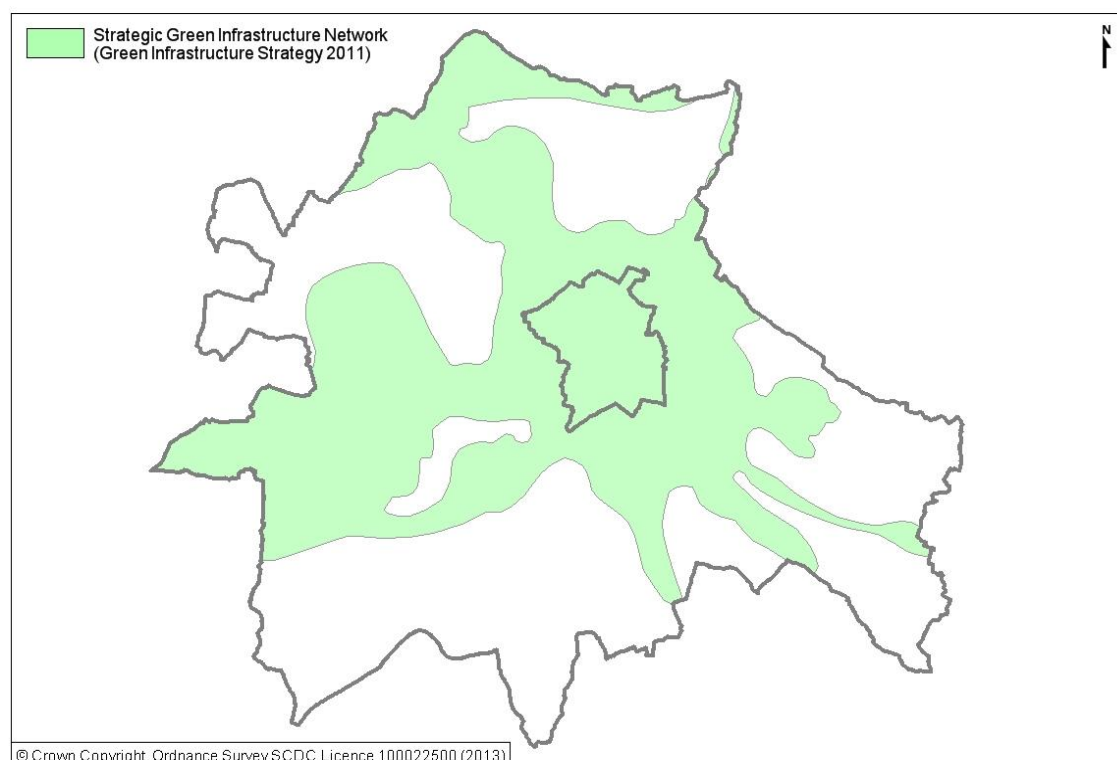 Strategic Green Infrastructure Network
(Green Infrastructure Strategy 2011)
N
© Crown Copyright. Ordnance Survey SCDC Licence 100022500 (2013)